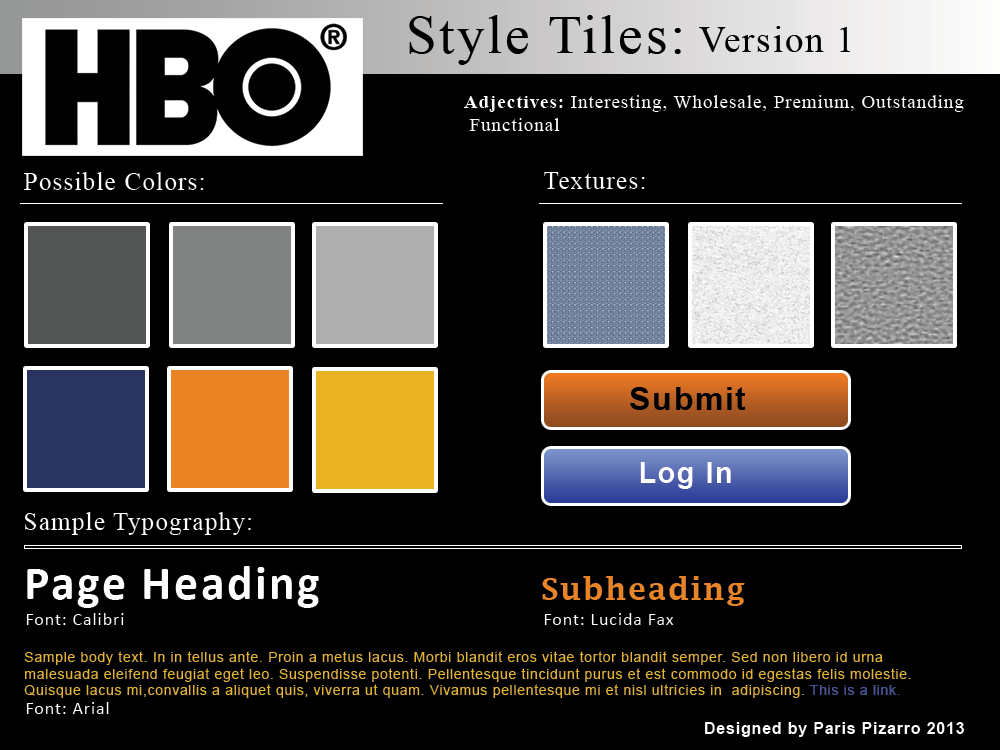 HBO®
Style Tiles: Version 1
Adjectives: Interesting, Wholesale, Premium, Outstanding
Functional
Possible Colors:
Textures:
Submit
Log In
Sample Typography:
Page Heading
Font: Calibri
Subheading
Font: Lucida Fax
Sample body text. In in tellus ante. Proin a metus lacus. Morbi blandit eros vitae tortor blandit semper. Sed non libero id urna
malesuada eleifend feugiat eget leo. Suspendisse potenti. Pellentesque tincidunt purus et est commodo id egestas felis molestie.
Quisque lacus mi,convallis a aliquet quis, viverra ut quam. Vivamus pellentesque mi et nisl ultricies in  adipiscing. This is a link.
Font: Arial
Designed by Paris Pizarro 2013